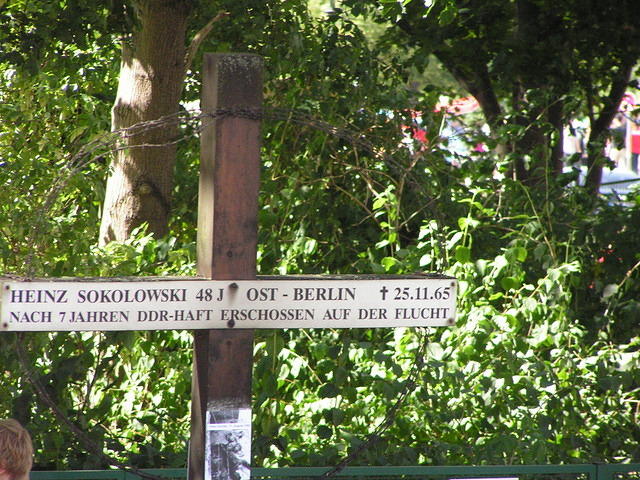 HEINZ SOKOLOWSKI 48 J OST - BERLIN † 25.11.65
NACH 7 JAHREN DDR-HAFT ERSCHOSSEN AUF DER FLUCHT